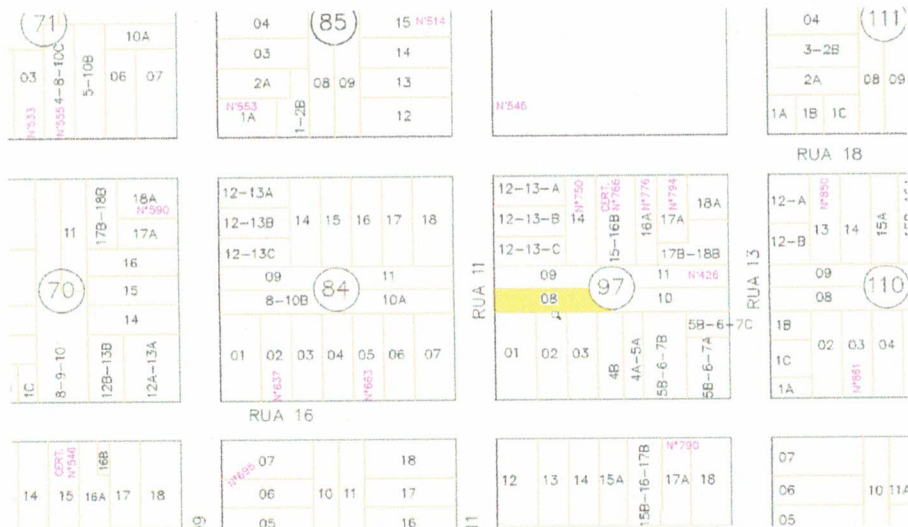 71
03
N°533
N°555
4-8-10C
5-10B
10A
06
07
04
85
15 N°514
03
14
2A
08
09
13
N°553
1A
1-2B
12
N°546
04
111
3-2B
2A
08
09
1A
1B
1C
RUA 18
11
17B-18B
18A
N°590
17A
16
70
15
14
1C
8-9-10
12B-13B
12A-13A
12-13A
12-13B
14
15
16
17
18
12-13C
09
11
8-10B
84
10A
01
02
03
04
05
06
07
N°637
N°683
RUA 16
RUA 11
12-13-A
12-13-B
12-13-C
14
N°750
CERT.
N°766
15-16B
16A
N°776
N°794
17A
18A
17B-18B
09
97
11
N°426
08
10
01
02
03
4B
4A-5A
5B-6-7B
5B-6-7C
5B-6-7A
RUA 13
12-A
12-B
13
N°850
14
15A
09
110
08
1B
1C
1A
02
03
04
N°861
14
CERT.
N°546
15
16B
16A
17
18
N°695
07
18
06
10
11
17
05
16
12
13
14
15A
15B-16-17B
N°790
17A
18
07
06
10
11A
05